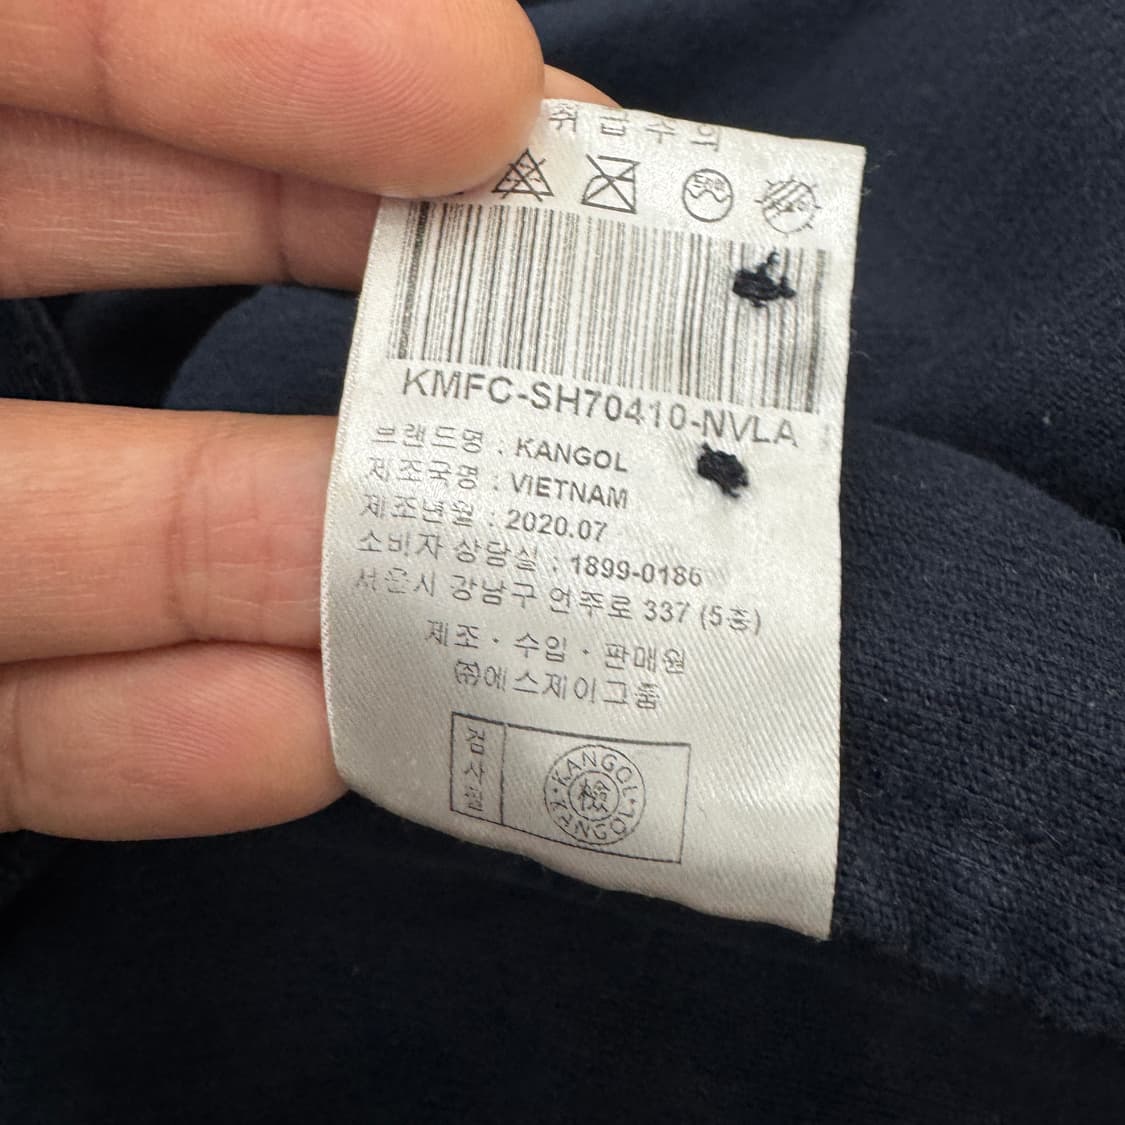 취급주의
KMFC-SH70410-NVLA
브랜드명 : KANGOL
제조국명 : VIETNAM
제조년월 : 2020.07
소비자 상담실 : 1899-0186
서울시 강남구 언주로 337 (5층)
제조 · 수입 · 판매원
㈜에스제이그룹
검사필
KANGOL · KANGOL
檢